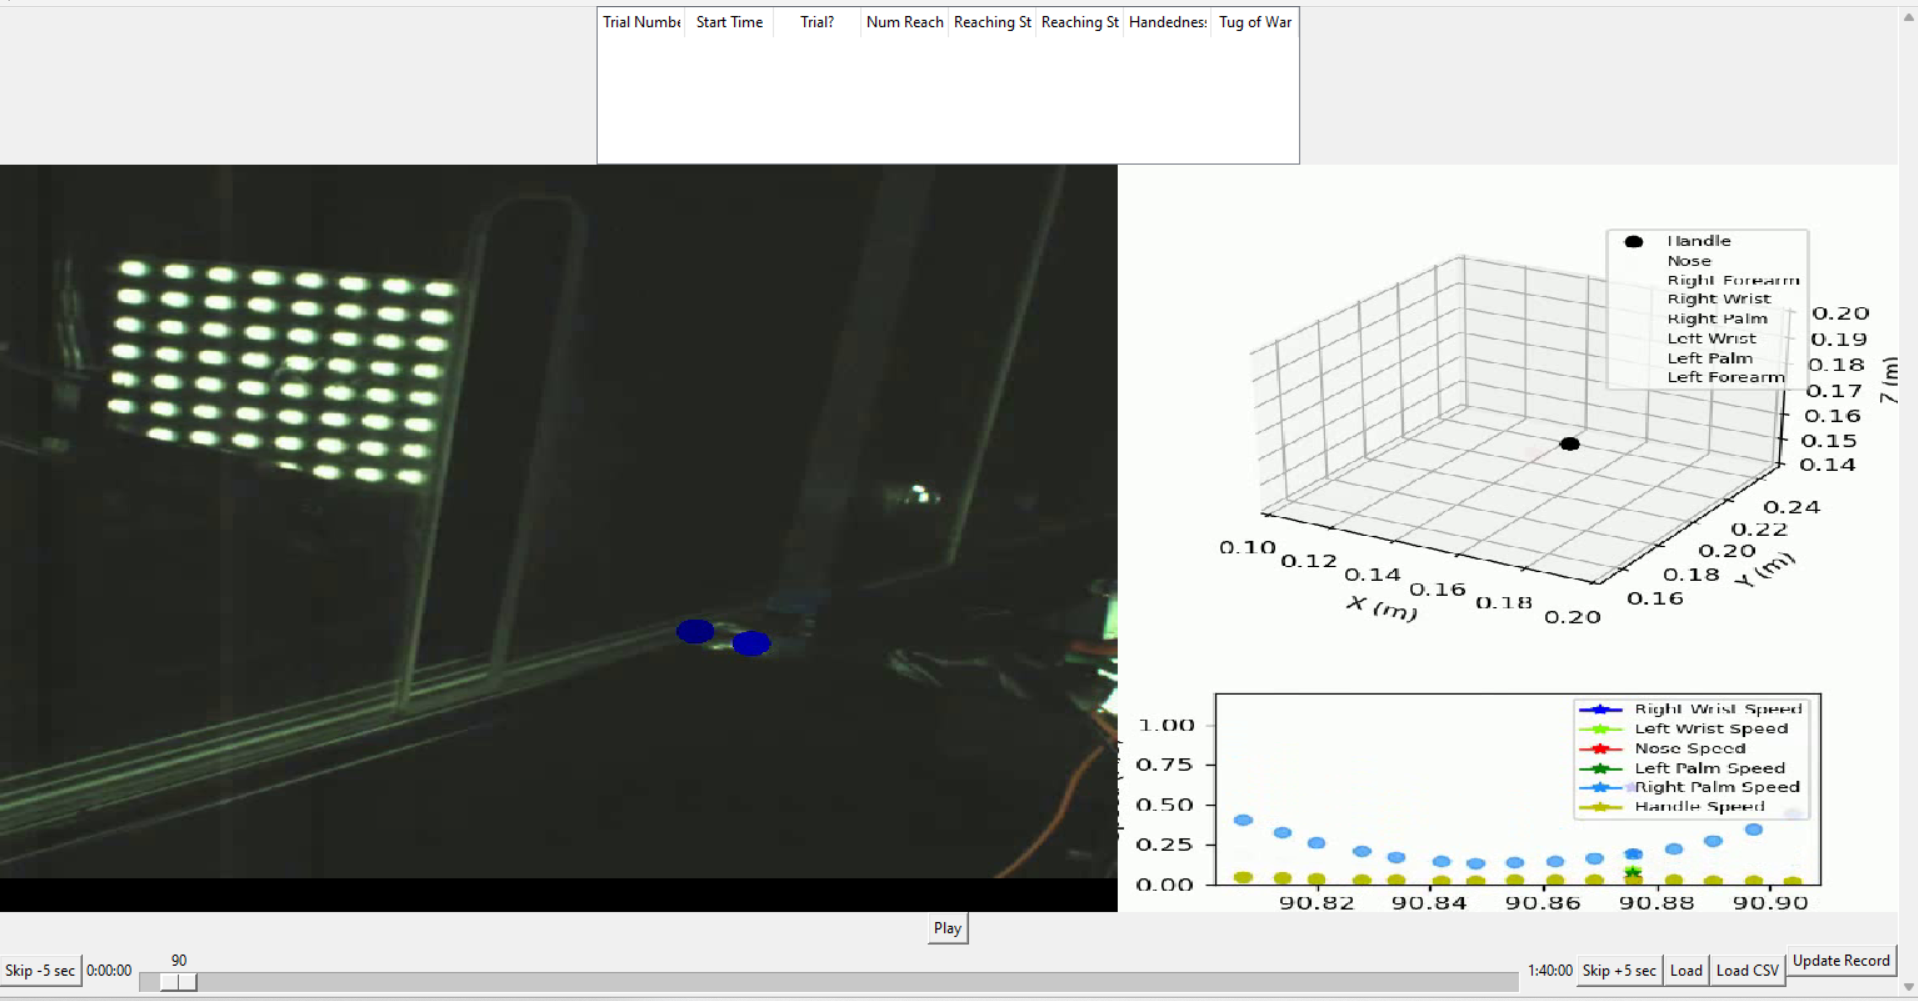 Trial Numbe Start Time Trial? Num Reach Reaching St Reaching St Handednes: Tug of War
Handle
Nose
Right Forearm
Right Wrist
Right Palm
Left Wrist
Left Palm
Left Forearm
0.20
0.19
0.18
0.17
0.16
0.15
0.14
Z (m)
0.24
0.22
0.20
0.18
0.16
Y (m)
0.10 0.12 0.14 0.16 0.18 0.20
X (m)
Right Wrist Speed
Left Wrist Speed
Nose Speed
Left Palm Speed
Right Palm Speed
Handle Speed
1.00
0.75
0.50
0.25
0.00
90.82 90.84 90.86 90.88 90.90
Play
90
Skip -5 sec 0:00:00 1:40:00 Skip +5 sec Load Load CSV Update Record